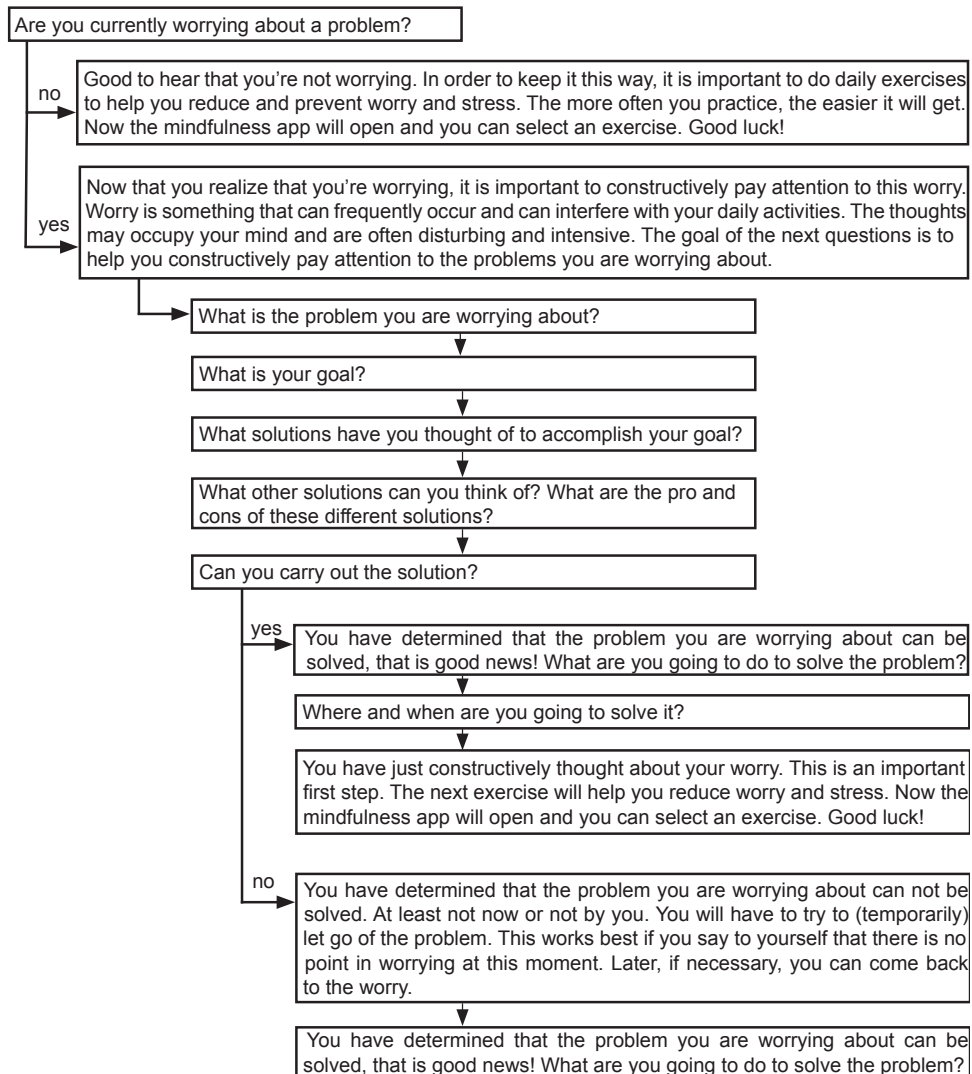 Are you currently worrying about a problem?
no
Good to hear that you're not worrying. In order to keep it this way, it is important to do daily exercises
to help you reduce and prevent worry and stress. The more often you practice, the easier it will get.
Now the mindfulness app will open and you can select an exercise. Good luck!
yes
Now that you realize that you're worrying, it is important to constructively pay attention to this worry.
Worry is something that can frequently occur and can interfere with your daily activities. The thoughts
may occupy your mind and are often disturbing and intensive. The goal of the next questions is to
help you constructively pay attention to the problems you are worrying about.
What is the problem you are worrying about?
What is your goal?
What solutions have you thought of to accomplish your goal?
What other solutions can you think of? What are the pro and
cons of these different solutions?
Can you carry out the solution?
yes
You have determined that the problem you are worrying about can be
solved, that is good news! What are you going to do to solve the problem?
Where and when are you going to solve it?
You have just constructively thought about your worry. This is an important
first step. The next exercise will help you reduce worry and stress. Now the
mindfulness app will open and you can select an exercise. Good luck!
no
You have determined that the problem you are worrying about can not be
solved. At least not now or not by you. You will have to try to (temporarily)
let go of the problem. This works best if you say to yourself that there is no
point in worrying at this moment. Later, if necessary, you can come back
to the worry.
You have determined that the problem you are worrying about can be
solved, that is good news! What are you going to do to solve the problem?